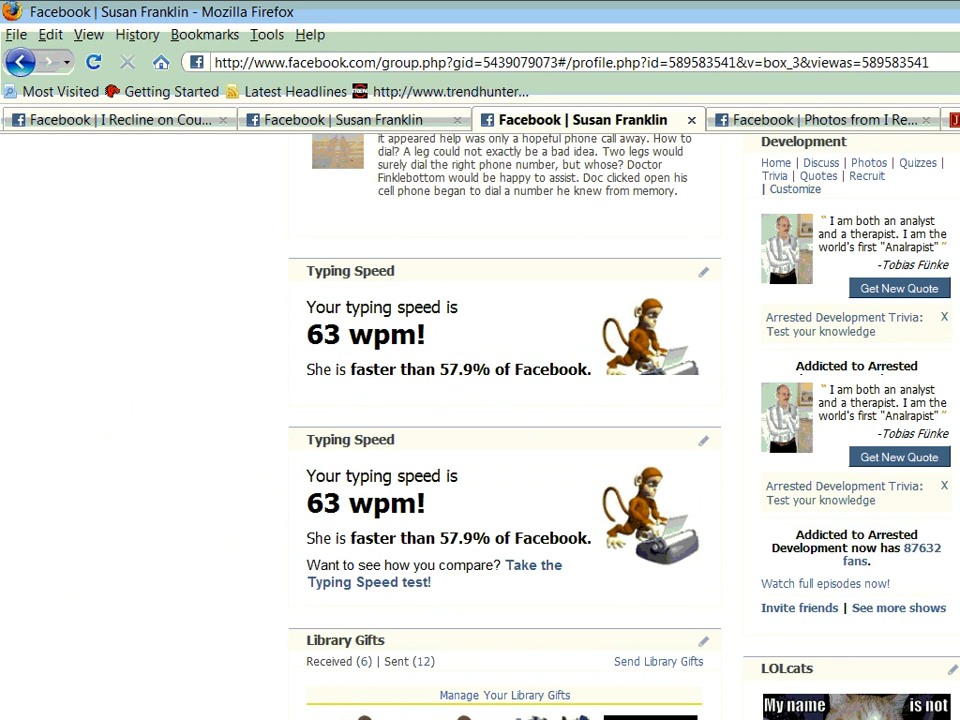 Facebook | Susan Franklin - Mozilla Firefox
File Edit View History Bookmarks Tools Help
http://www.facebook.com/group.php?gid=5439079073#/profile.php?id=589583541&v=box_3&viewas=589583541
Most Visited Getting Started Latest Headlines http://www.trendhunter...
Facebook | I Recline on Cou... Facebook | Susan Franklin Facebook | Susan Franklin Facebook | Photos from I Re...
it appeared help was only a hopeful phone call away. How to
dial? A leg could not exactly be a bad idea. Two legs would
surely dial the right phone number, but whose? Doctor
Finklebottom would be happy to assist. Doc clicked open his
cell phone began to dial a number he knew from memory.
Typing Speed
Your typing speed is
63 wpm!
She is faster than 57.9% of Facebook.
Typing Speed
Your typing speed is
63 wpm!
She is faster than 57.9% of Facebook.
Want to see how you compare? Take the
Typing Speed test!
Library Gifts
Received (6) | Sent (12) Send Library Gifts
Manage Your Library Gifts
Development
Home | Discuss | Photos | Quizzes |
Trivia | Quotes | Recruit
| Customize
" I am both an analyst
and a therapist. I am the
world's first "Analrapist" "
-Tobias Fünke
Get New Quote
Arrested Development Trivia: X
Test your knowledge
Addicted to Arrested
" I am both an analyst
and a therapist. I am the
world's first "Analrapist" "
-Tobias Fünke
Get New Quote
Arrested Development Trivia: X
Test your knowledge
Addicted to Arrested
Development now has 87632
fans.
Watch full episodes now!
Invite friends | See more shows
LOLcats
My name is not